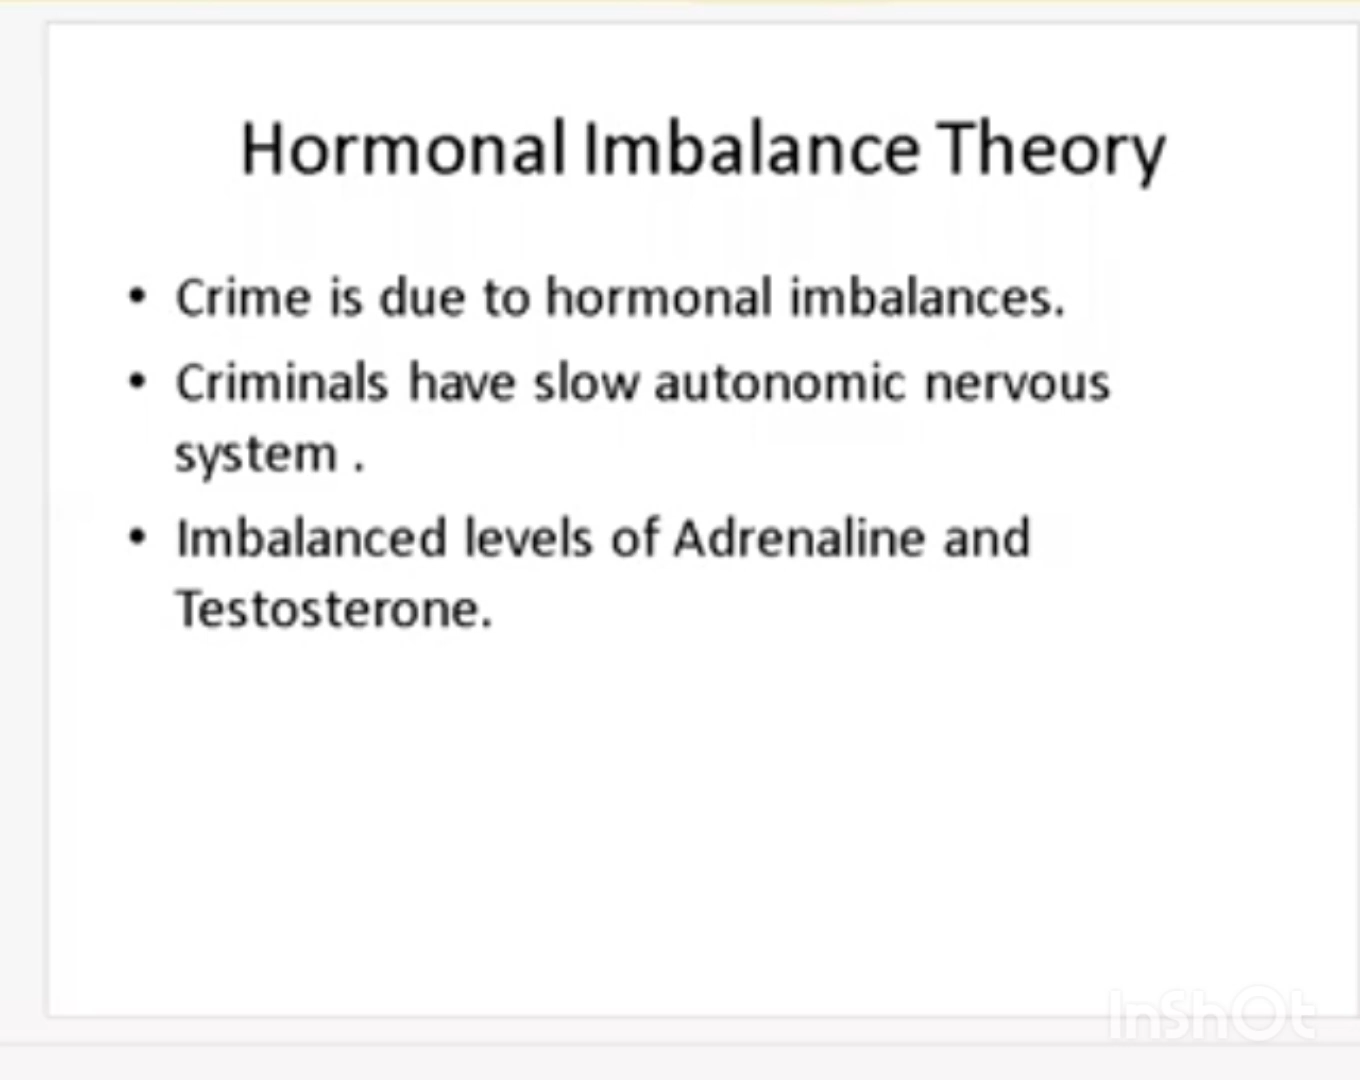 Hormonal Imbalance Theory
• Crime is due to hormonal imbalances.
• Criminals have slow autonomic nervous
system .
• Imbalanced levels of Adrenaline and
Testosterone.
InShOt